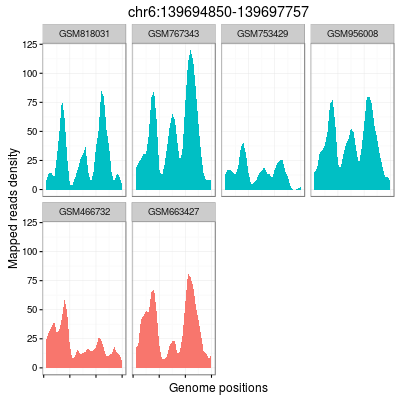 chr6:139694850-139697757
GSM818031 GSM767343 GSM753429 GSM956008
125
100
75
50
25
0
GSM466732 GSM663427
125
100
75
50
25
0
Mapped reads density
Genome positions